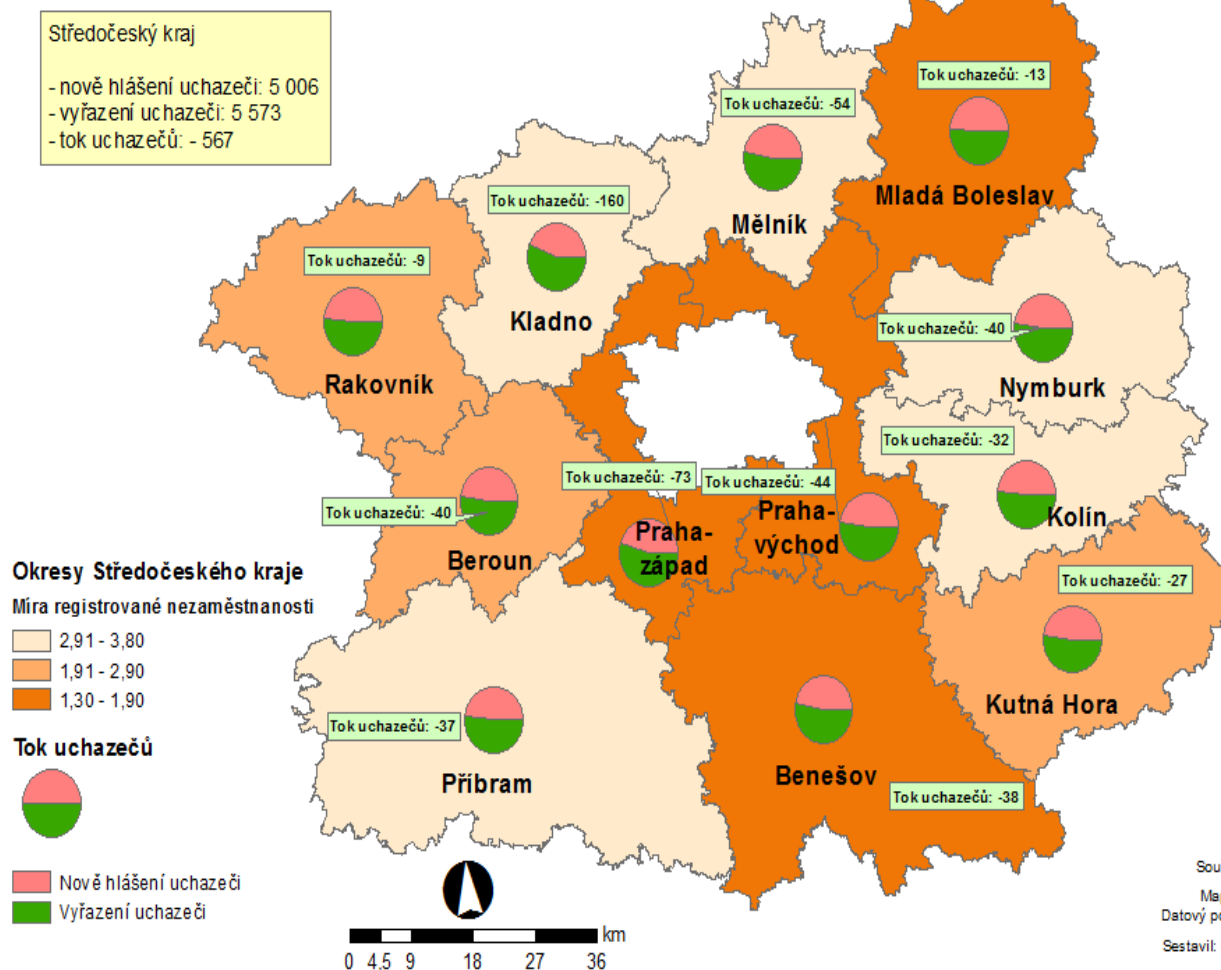 Středočeský kraj
- nově hlášení uchazeči: 5 006
- vyřazení uchazeči: 5 573
- tok uchazečů: - 567
Tok uchazečů: -13
Mladá Boleslav
Tok uchazečů: -54
Mělník
Tok uchazečů: -160
Kladno
Tok uchazečů: -9
Rakovník
Tok uchazečů: -40
Nymburk
Tok uchazečů: -32
Kolín
Tok uchazečů: -73
Praha-
západ
Tok uchazečů: -44
Praha-
východ
Tok uchazečů: -40
Beroun
Tok uchazečů: -27
Kutná Hora
Tok uchazečů: -37
Příbram
Benešov
Tok uchazečů: -38
Okresy Středočeského kraje
Míra registrované nezaměstnanosti
2,91 - 3,80
1,91 - 2,90
1,30 - 1,90
Tok uchazečů
Nově hlášení uchazeči
Vyřazení uchazeči
km
0 4.5 9 18 27 36
Sou
Map
Datový po
Sestavil: